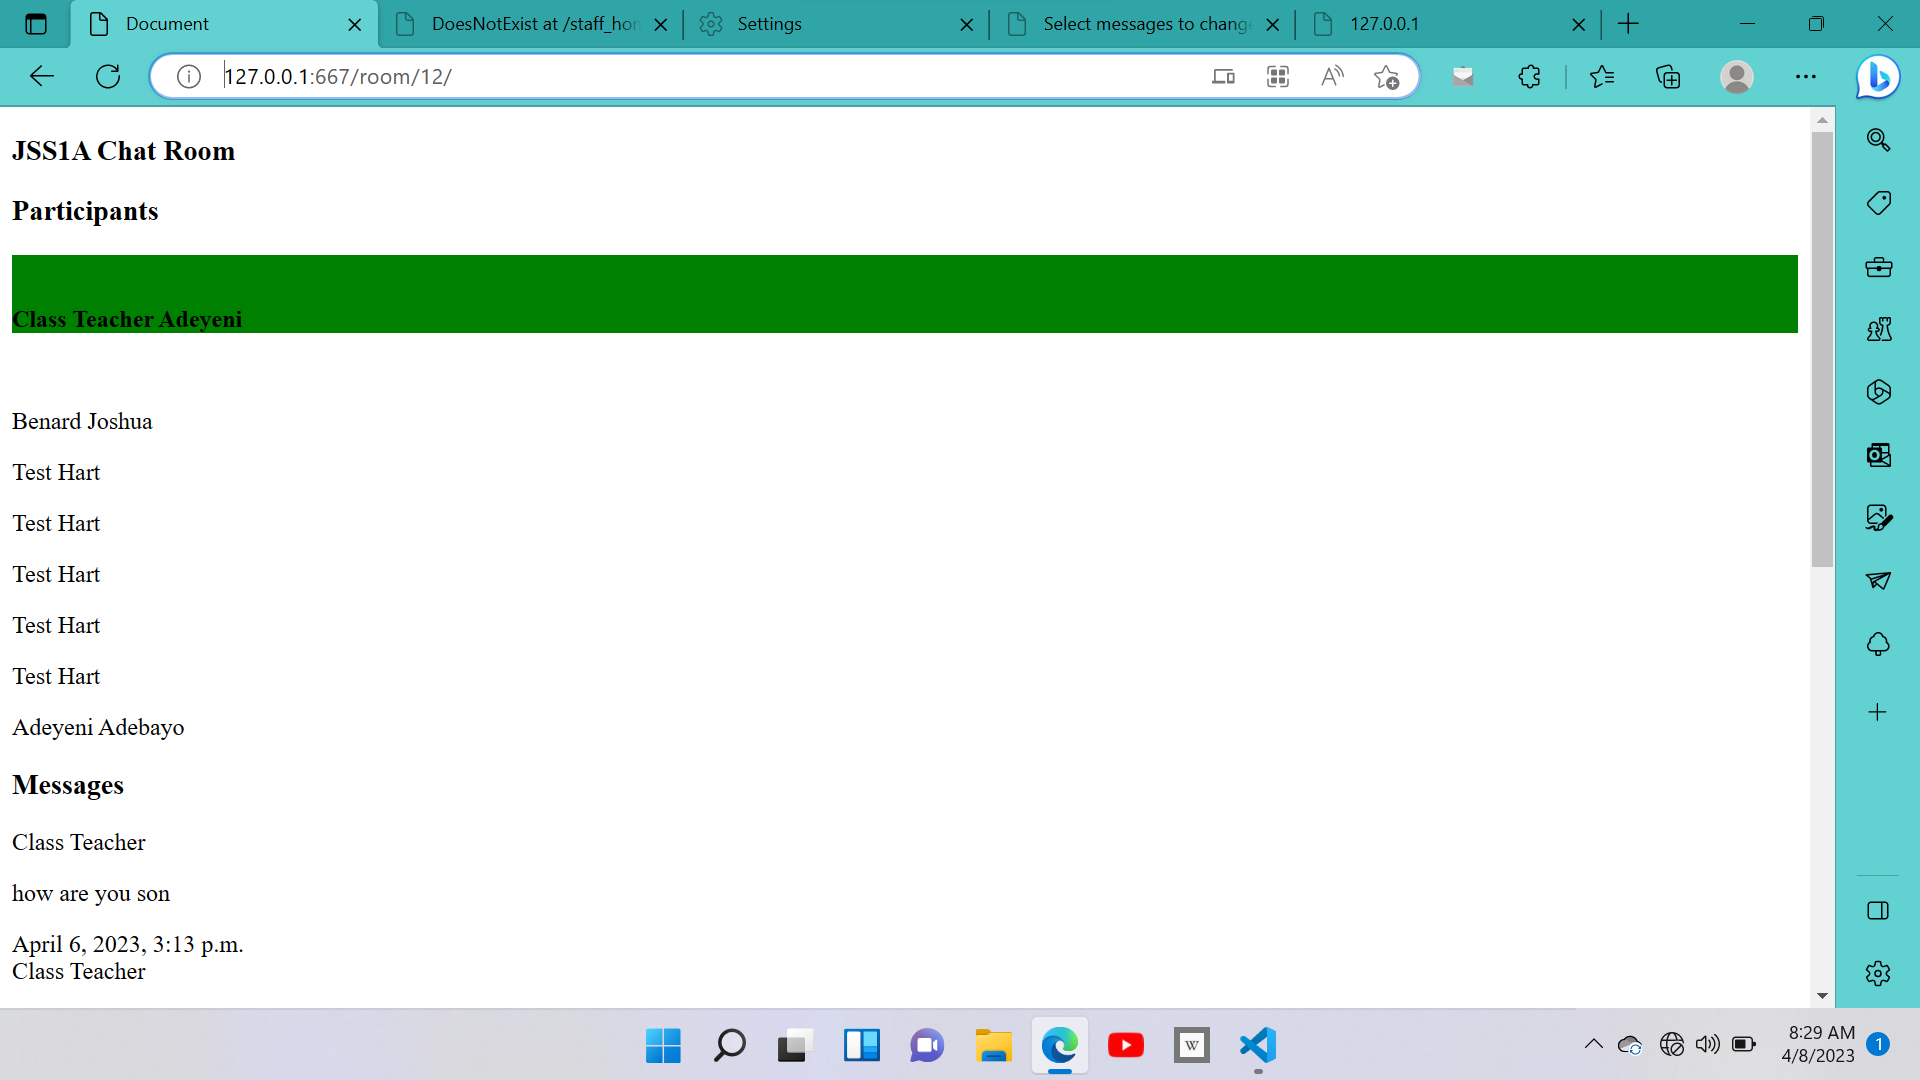 Document
DoesNotExist at /staff_hon
Settings
Select messages to change
127.0.0.1
127.0.0.1:667/room/12/
JSS1A Chat Room
Participants
Class Teacher Adeyeni
Benard Joshua
Test Hart
Test Hart
Test Hart
Test Hart
Test Hart
Adeyeni Adebayo
Messages
Class Teacher
how are you son
April 6, 2023, 3:13 p.m.
Class Teacher
W
8:29 AM
4/8/2023
1